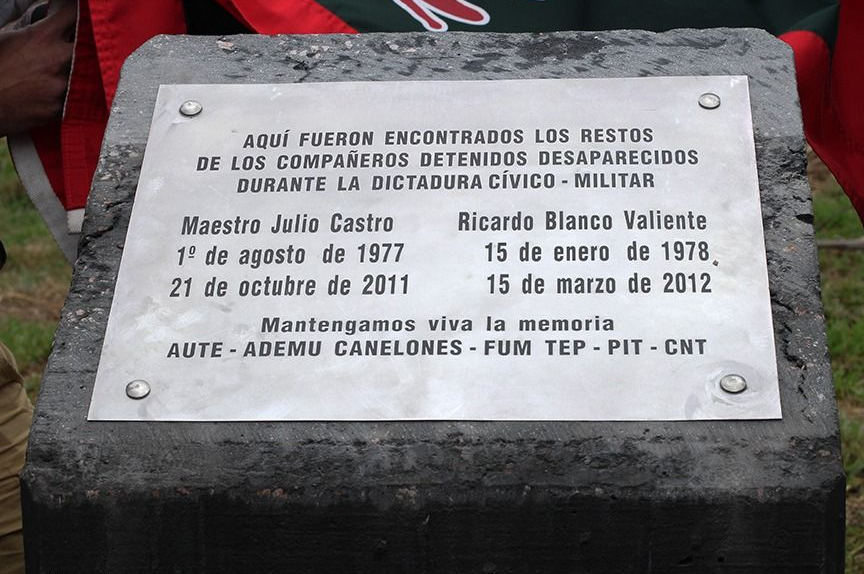 AQUÍ FUERON ENCONTRADOS LOS RESTOS
DE LOS COMPAÑEROS DETENIDOS DESAPARECIDOS
DURANTE LA DICTADURA CÍVICO - MILITAR
Maestro Julio Castro
1º de agosto de 1977
21 de octubre de 2011
Ricardo Blanco Valiente
15 de enero de 1978
15 de marzo de 2012
Mantengamos viva la memoria
AUTE - ADEMU CANELONES - FUM TEP - PIT - CNT